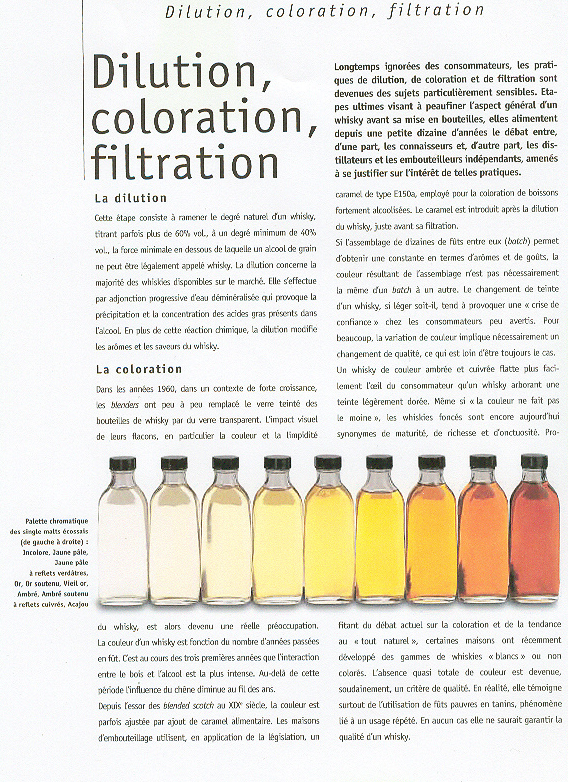 Dilution, coloration, filtration
Dilution,
coloration,
filtration
Longtemps ignorées des consommateurs, les prati-
ques de dilution, de coloration et de filtration sont
devenues des sujets particulièrement sensibles. Eta-
pes ultimes visant à peaufiner l'aspect général d'un
whisky avant sa mise en bouteilles, elles alimentent
depuis une petite dizaine d'années le débat entre,
d'une part, les connaisseurs et, d'autre part, les dis-
tillateurs et les embouteilleurs indépendants, amenés
à se justifier sur l'intérêt de telles pratiques.
La dilution
Cette étape consiste à ramener le degré naturel d'un whisky,
titrant parfois plus de 60% vol., à un degré minimum de 40%
vol., la force minimale en dessous de laquelle un alcool de grain
ne peut être légalement appelé whisky. La dilution concerne la
majorité des whiskies disponibles sur le marché. Elle s'effectue
par adjonction progressive d'eau déminéralisée qui provoque la
précipitation et la concentration des acides gras présents dans
l'alcool. En plus de cette réaction chimique, la dilution modifie
les arômes et les saveurs du whisky.
La coloration
Dans les années 1960, dans un contexte de forte croissance,
les blenders ont peu à peu remplacé le verre teinté des
bouteilles de whisky par du verre transparent. L'impact visuel
de leurs flacons, en particulier la couleur et la limpidité
caramel de type E150a, employé pour la coloration de boissons
fortement alcoolisées. Le caramel est introduit après la dilution
du whisky, juste avant sa filtration.
Si l'assemblage de dizaines de fûts entre eux (batch) permet
d'obtenir une constante en termes d'arômes et de goûts, la
couleur résultant de l'assemblage n'est pas nécessairement
la même d'un batch à un autre. Le changement de teinte
d'un whisky, si léger soit-il, tend à provoquer une « crise de
confiance » chez les consommateurs peu avertis. Pour
beaucoup, la variation de couleur implique nécessairement un
changement de qualité, ce qui est loin d'être toujours le cas.
Un whisky de couleur ambrée et cuivrée flatte plus faci-
lement l'œil du consommateur qu'un whisky arborant une
teinte légèrement dorée. Même si « la couleur ne fait pas
le moine », les whiskies foncés sont encore aujourd'hui
synonymes de maturité, de richesse et d'onctuosité. Pro-
Palette chromatique
des single malts écossais
(de gauche à droite) :
Incolore, Jaune pâle,
Jaune pâle
à reflets verdâtres,
Or, Or soutenu, Vieil or,
Ambré, Ambré soutenu
à reflets cuivrés, Acajou
du whisky, est alors devenu une réelle préoccupation.
La couleur d'un whisky est fonction du nombre d'années passées
en fût. C'est au cours des trois premières années que l'interaction
entre le bois et l'alcool est la plus intense. Au-delà de cette
période l'influence du chêne diminue au fil des ans.
Depuis l'essor des blended scotch au XIXe siècle, la couleur est
parfois ajustée par ajout de caramel alimentaire. Les maisons
d'embouteillage utilisent, en application de la législation, un
fitant du débat actuel sur la coloration et de la tendance
au « tout naturel », certaines maisons ont récemment
développé des gammes de whiskies « blancs » ou non
colorés. L'absence quasi totale de couleur est devenue,
soudainement, un critère de qualité. En réalité, elle témoigne
surtout de l'utilisation de fûts pauvres en tanins, phénomène
lié à un usage répété. En aucun cas elle ne saurait garantir la
qualité d'un whisky.